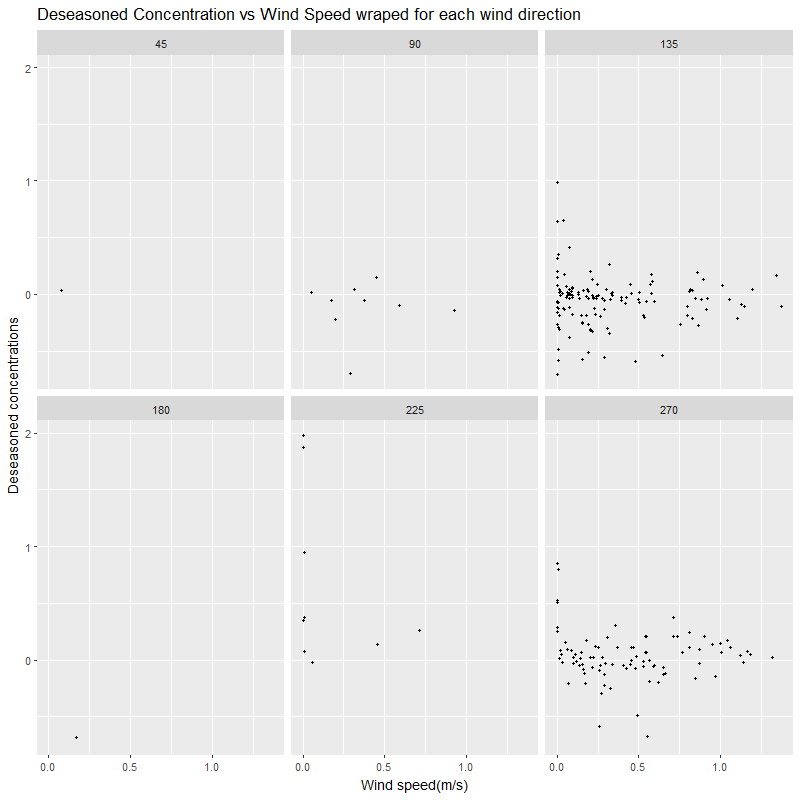 Deseasoned Concentration vs Wind Speed wraped for each wind direction
45 90 135
2
1
0
180 225 270
2
1
0
Deseasoned concentrations
0.0 0.5 1.0 0.0 0.5 1.0 0.0 0.5 1.0
Wind speed(m/s)